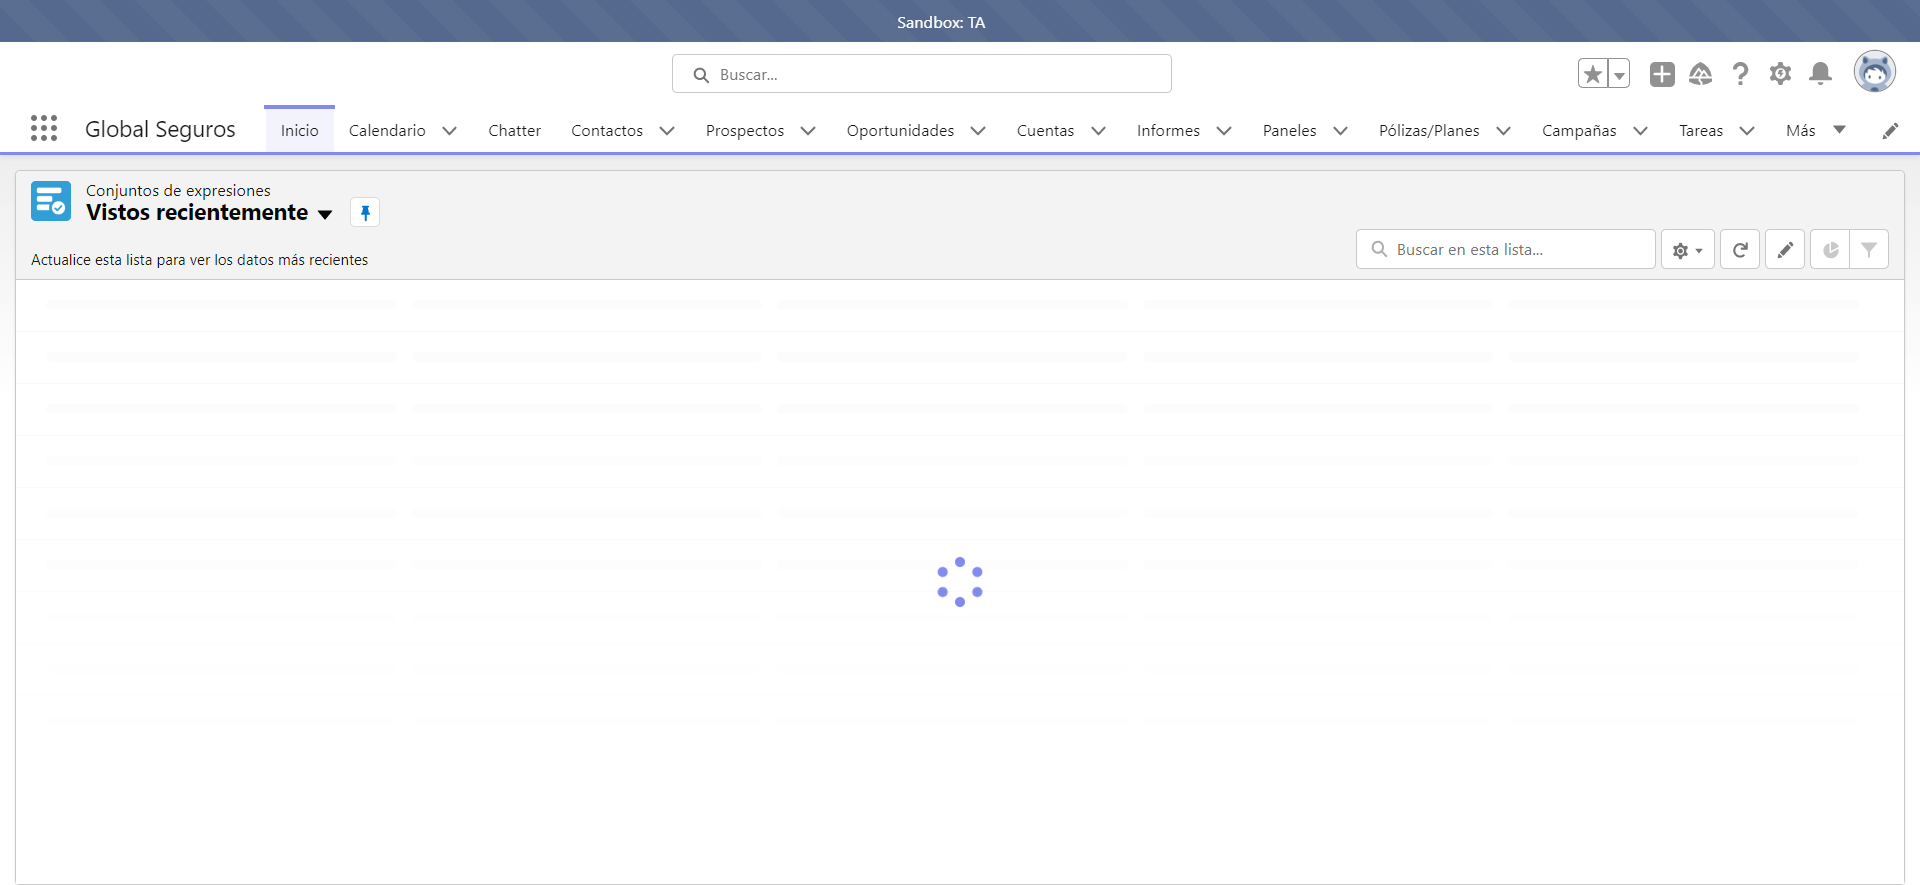 Sandbox: TA
Buscar...
Global Seguros
Inicio
Calendario
Chatter
Contactos
Prospectos
Oportunidades
Cuentas
Informes
Paneles
Pólizas/Planes
Campañas
Tareas
Más
Conjuntos de expresiones
Vistos recientemente
Actualice esta lista para ver los datos más recientes
Buscar en esta lista...